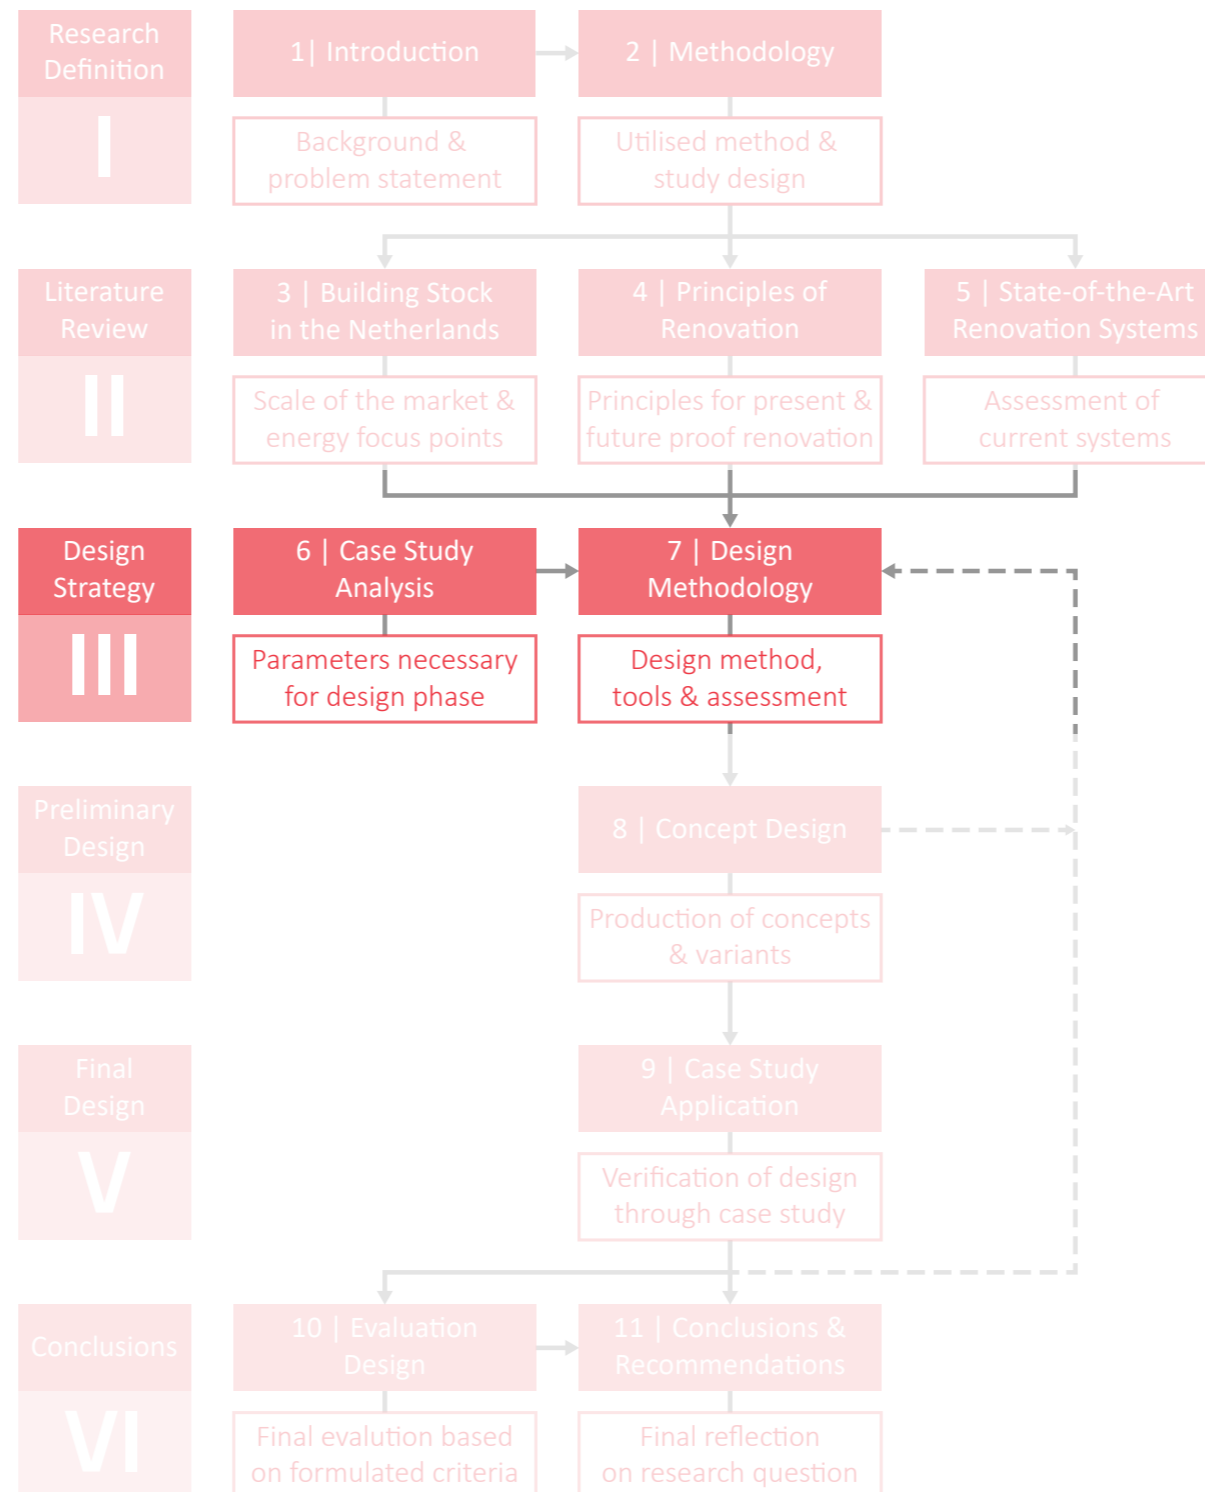 Research
Definition
I
1| Introduction
2 | Methodology
Background &
problem statement
Utilised method &
study design
Literature
Review
II
3 | Building Stock
in the Netherlands
4 | Principles of
Renovation
5 | State-of-the-Art
Renovation Systems
Scale of the market &
energy focus points
Principles for present &
future proof renovation
Assessment of
current systems
Design
Strategy
III
6 | Case Study
Analysis
7 | Design
Methodology
Parameters necessary
for design phase
Design method,
tools & assessment
Preliminary
Design
IV
8 | Concept Design
Production of concepts
& variants
Final
Design
V
9 | Case Study
Application
Verification of design
through case study
Conclusions
VI
10 | Evaluation
Design
11 | Conclusions &
Recommendations
Final evalution based
on formulated criteria
Final reflection
on research question